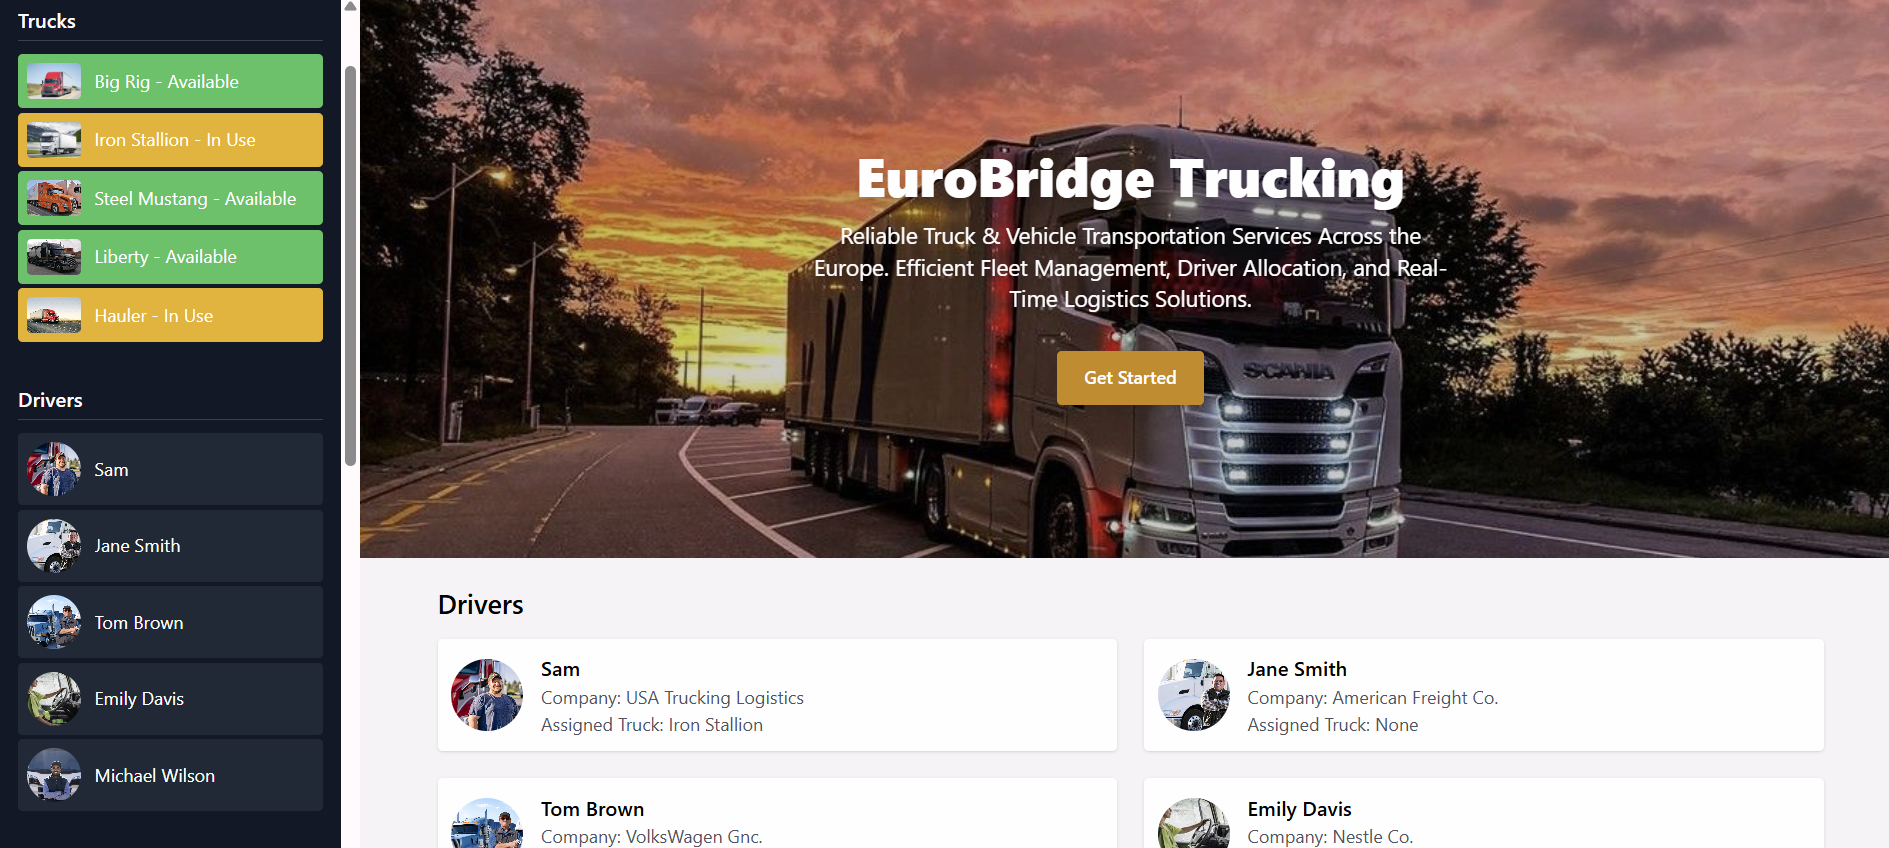 Trucks
Big Rig - Available
Iron Stallion - In Use
Steel Mustang - Available
Liberty - Available
Hauler - In Use
Drivers
Sam
Jane Smith
Tom Brown
Emily Davis
Michael Wilson
EuroBridge Trucking
Reliable Truck & Vehicle Transportation Services Across the
Europe. Efficient Fleet Management, Driver Allocation, and Real-
Time Logistics Solutions.
Get Started
SCANIA
Drivers
Sam
Company: USA Trucking Logistics
Assigned Truck: Iron Stallion
Jane Smith
Company: American Freight Co.
Assigned Truck: None
Tom Brown
Company: VolksWagen Gnc.
Emily Davis
Company: Nestle Co.